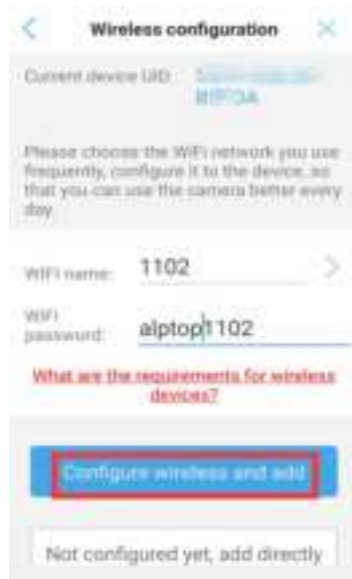 Wireless configuration
Current device UID:
Please choose the WiFi network you use
frequently, configure it to the device, so
that you can use the camera better every
day
WIFI name: 1102
WIFI
password: alptop1102
What are the requirements for wireless
devices?
Configure wireless and add
Not configured yet, add directly